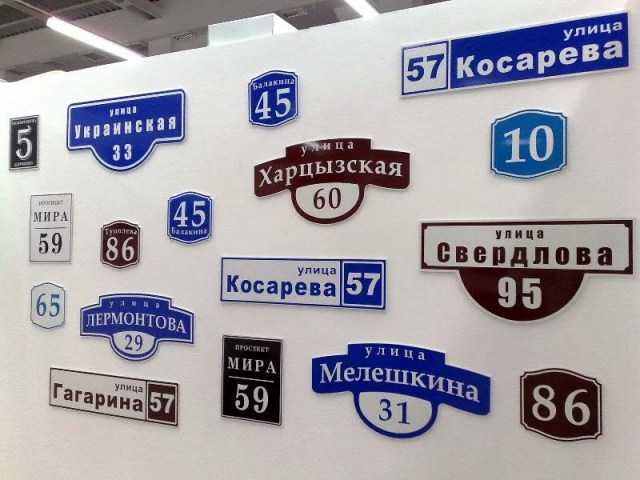 улица
57 Косарева
Балакина
45
улица
Украинская
33
5
10
улица
Харцызская
60
проспект
МИРА
59
Туполева
86
45
Балакина
улица
Свердлова
95
улица
Косарева 57
65
улица
ЛЕРМОНТОВА
29
проспект
МИРА
59
улица
Мелешкина
31
улица
Гагарина 57
86